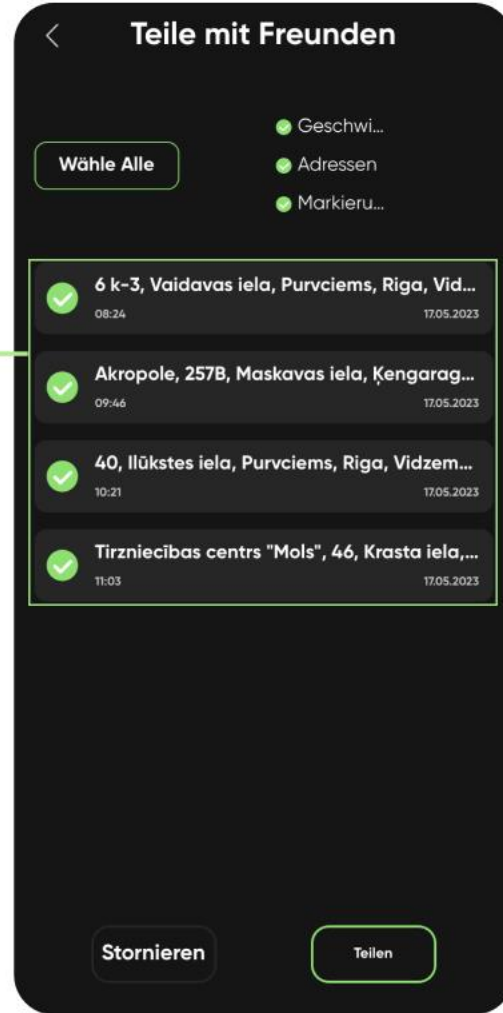 Teile mit Freunden
Wähle Alle
Geschwi...
Adressen
Markieru...
6 k-3, Vaidavas iela, Purvciems, Riga, Vid...
08:24 17.05.2023
Akropole, 257B, Maskavas iela, Ķengarag...
09:46 17.05.2023
40, Ilūkstes iela, Purvciems, Riga, Vidzem...
10:21 17.05.2023
Tirzniecības centrs "Mols", 46, Krasta iela,...
11:03 17.05.2023
Stornieren Teilen